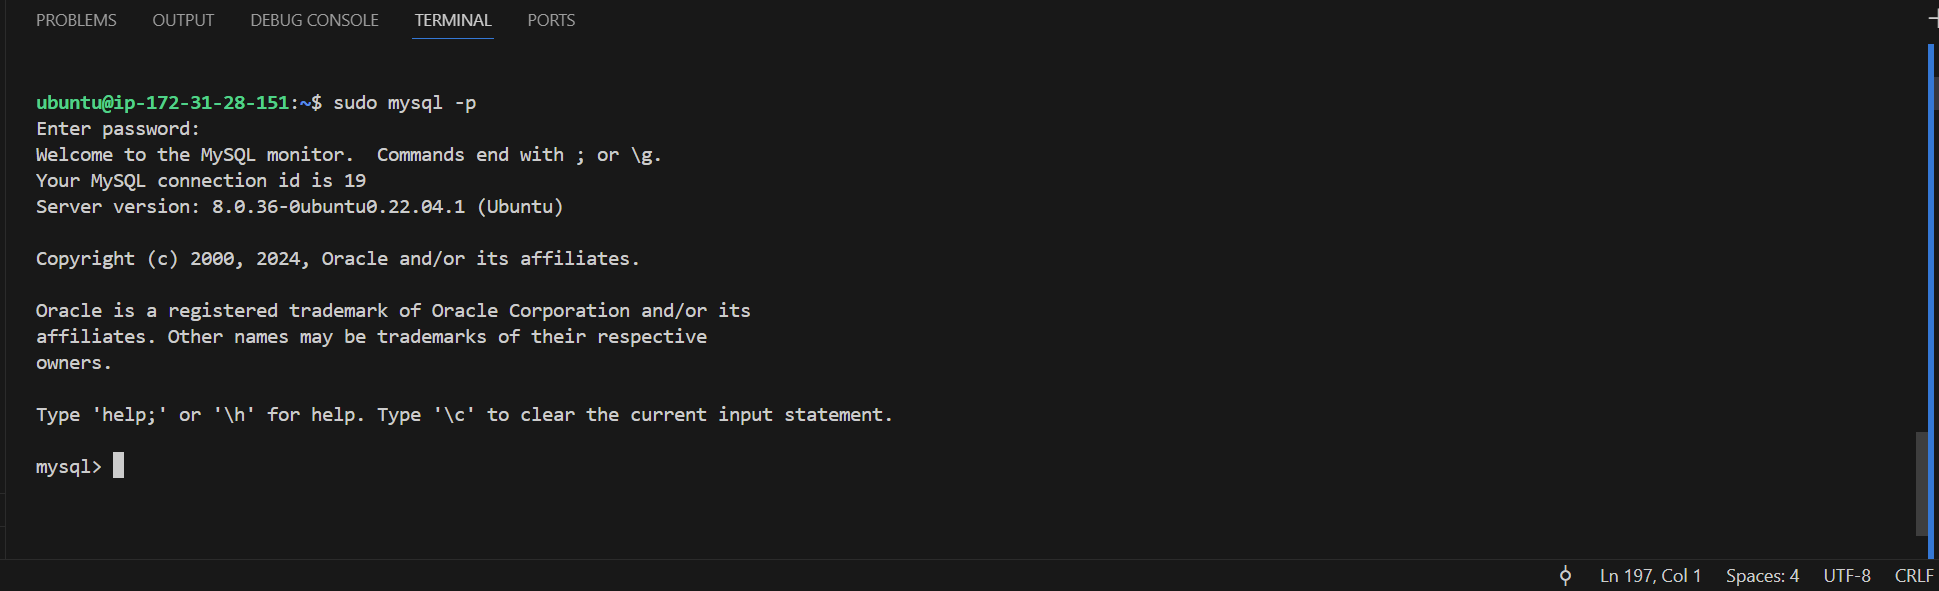 PROBLEMS OUTPUT DEBUG CONSOLE TERMINAL PORTS
ubuntu@ip-172-31-28-151:~$ sudo mysql -p
Enter password:
Welcome to the MySQL monitor.  Commands end with ; or \g.
Your MySQL connection id is 19
Server version: 8.0.36-0ubuntu0.22.04.1 (Ubuntu)
Copyright (c) 2000, 2024, Oracle and/or its affiliates.
Oracle is a registered trademark of Oracle Corporation and/or its
affiliates. Other names may be trademarks of their respective
owners.
Type 'help;' or '\h' for help. Type '\c' to clear the current input statement.
mysql>
Ln 197, Col 1 Spaces: 4 UTF-8 CRLF